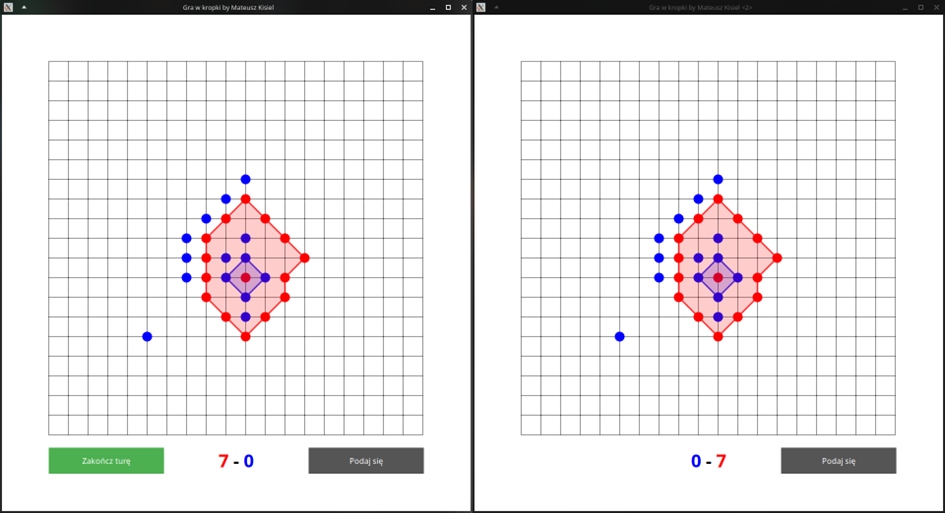 Gra w kropki by Mateusz Kisiel
Gra w kropki by Mateusz Kisiel <2>
Zakończ turę
7 - 0
Podaj się
0 - 7
Podaj się